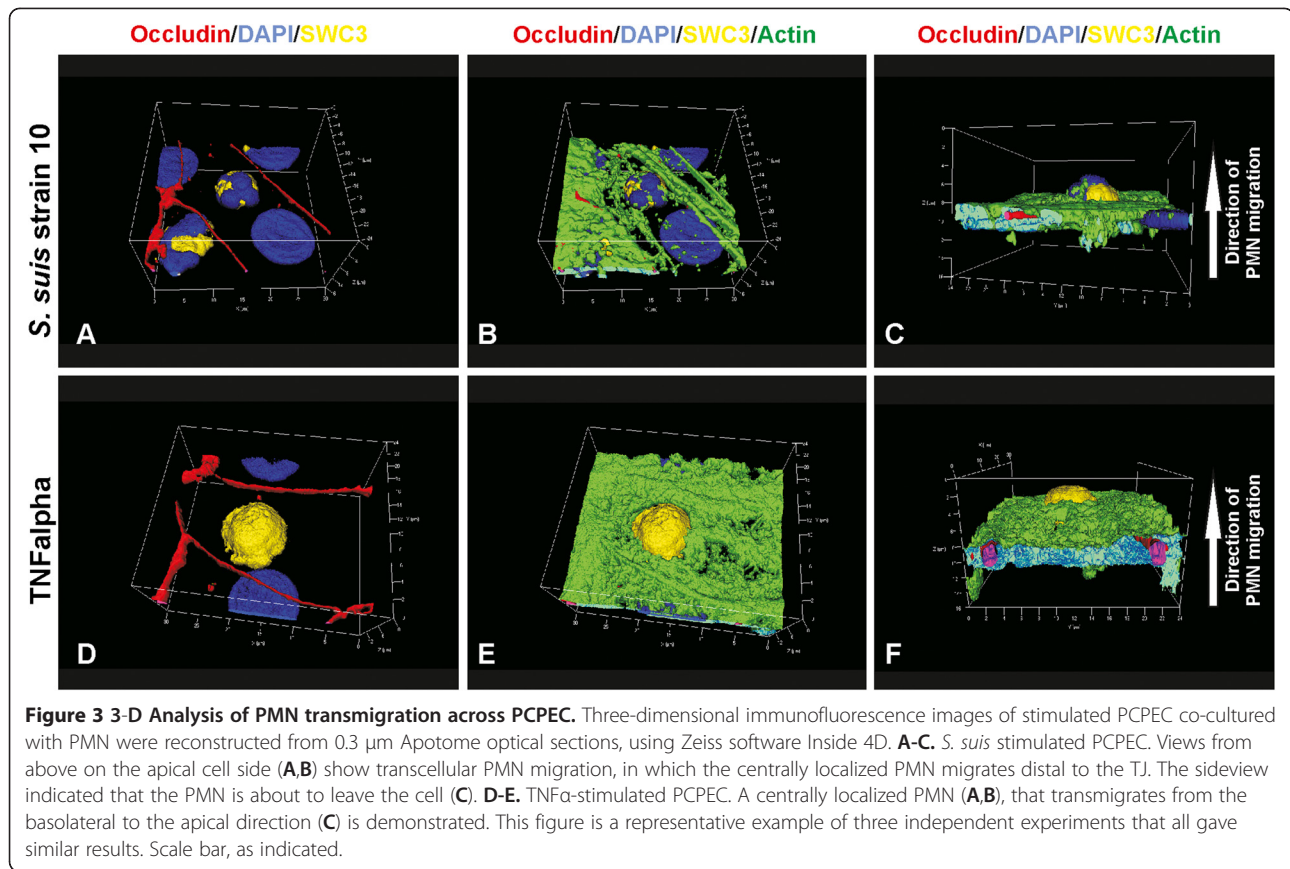 Occludin/DAPI/SWC3
Occludin/DAPI/SWC3/Actin
Occludin/DAPI/SWC3/Actin
S. suis strain 10
A
B
C
Direction of
PMN migration
TNFalpha
D
E
F
Direction of
PMN migration
Figure 3 3-D Analysis of PMN transmigration across PCPEC. Three-dimensional immunofluorescence images of stimulated PCPEC co-cultured
with PMN were reconstructed from 0.3 μm Apotome optical sections, using Zeiss software Inside 4D. A-C. S. suis stimulated PCPEC. Views from
above on the apical cell side (A,B) show transcellular PMN migration, in which the centrally localized PMN migrates distal to the TJ. The sideview
indicated that the PMN is about to leave the cell (C). D-E. TNFα-stimulated PCPEC. A centrally localized PMN (A,B), that transmigrates from the
basolateral to the apical direction (C) is demonstrated. This figure is a representative example of three independent experiments that all gave
similar results. Scale bar, as indicated.